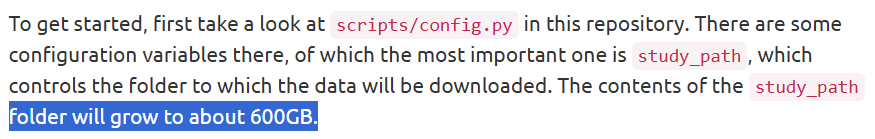 To get started, first take a look at scripts/config.py in this repository. There are some
configuration variables there, of which the most important one is study_path, which
controls the folder to which the data will be downloaded. The contents of the study_path
folder will grow to about 600GB.